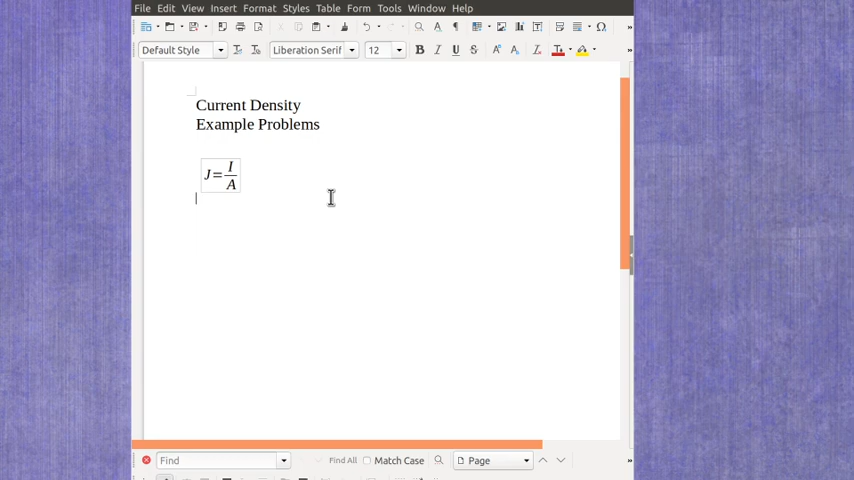 File Edit View Insert Format Styles Table Form Tools Window Help
Default Style Liberation Serif 12
Current Density
Example Problems
J = I / A
Find Find All Match Case Page